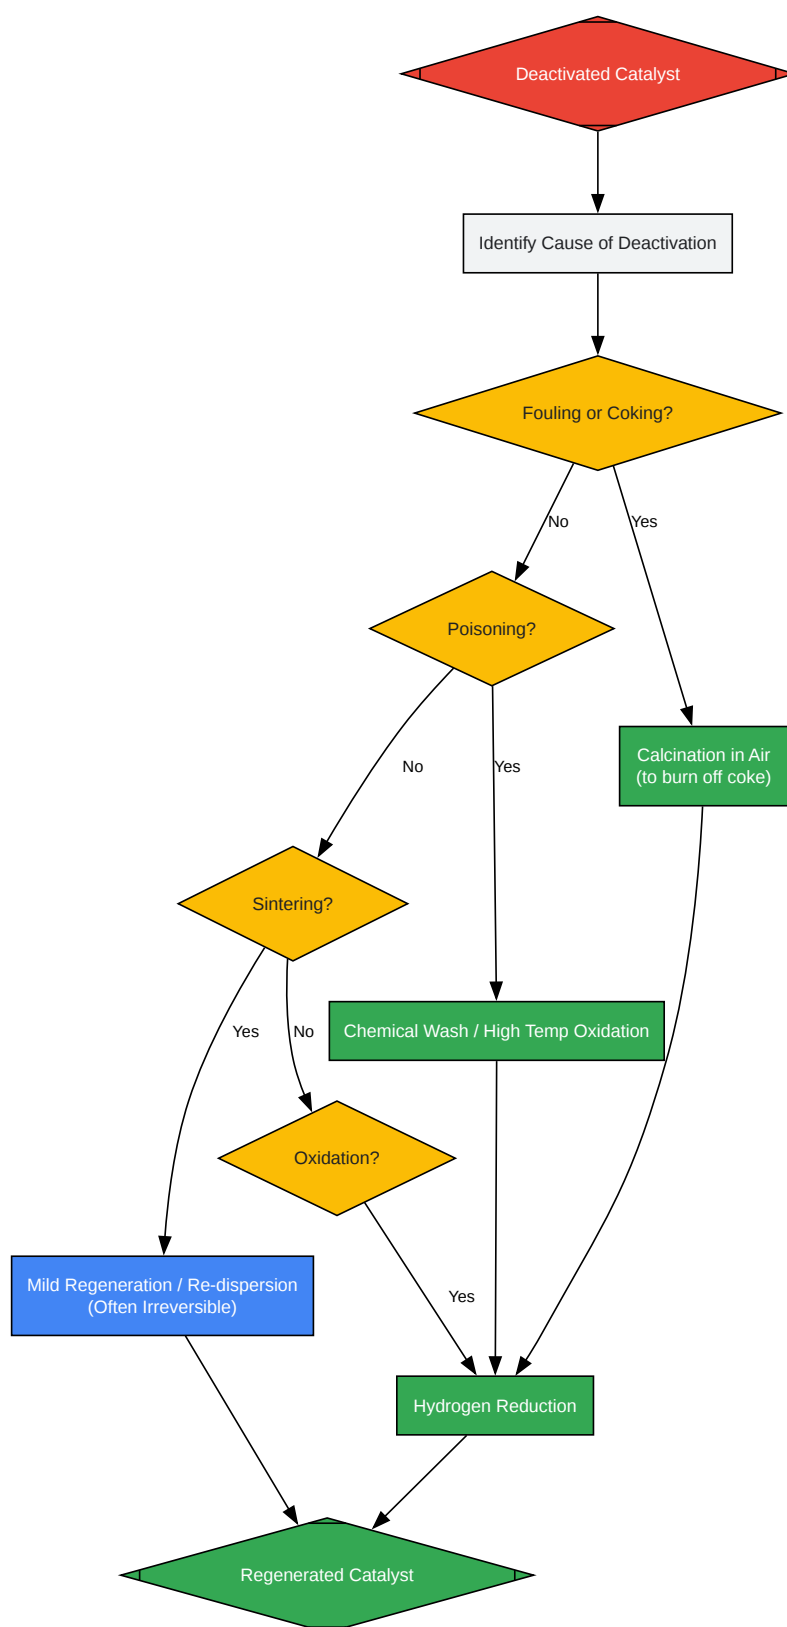 Deactivated Catalyst
Identify Cause of Deactivation
Fouling or Coking?
No
Yes
Poisoning?
Calcination in Air
(to burn off coke)
No
Yes
Sintering?
Yes
No
Chemical Wash / High Temp Oxidation
Oxidation?
Mild Regeneration / Re-dispersion
(Often Irreversible)
Yes
Hydrogen Reduction
Regenerated Catalyst